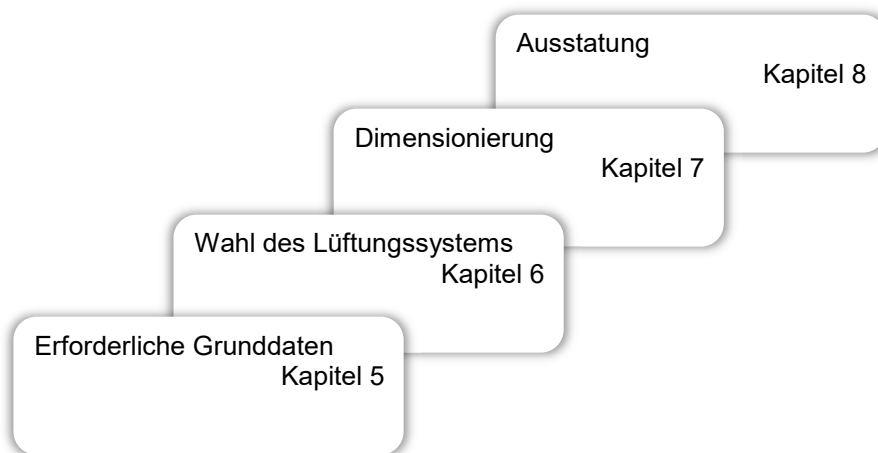 Ausstatung
Kapitel 8
Dimensionierung
Kapitel 7
Wahl des Lüftungssystems
Kapitel 6
Erforderliche Grunddaten
Kapitel 5